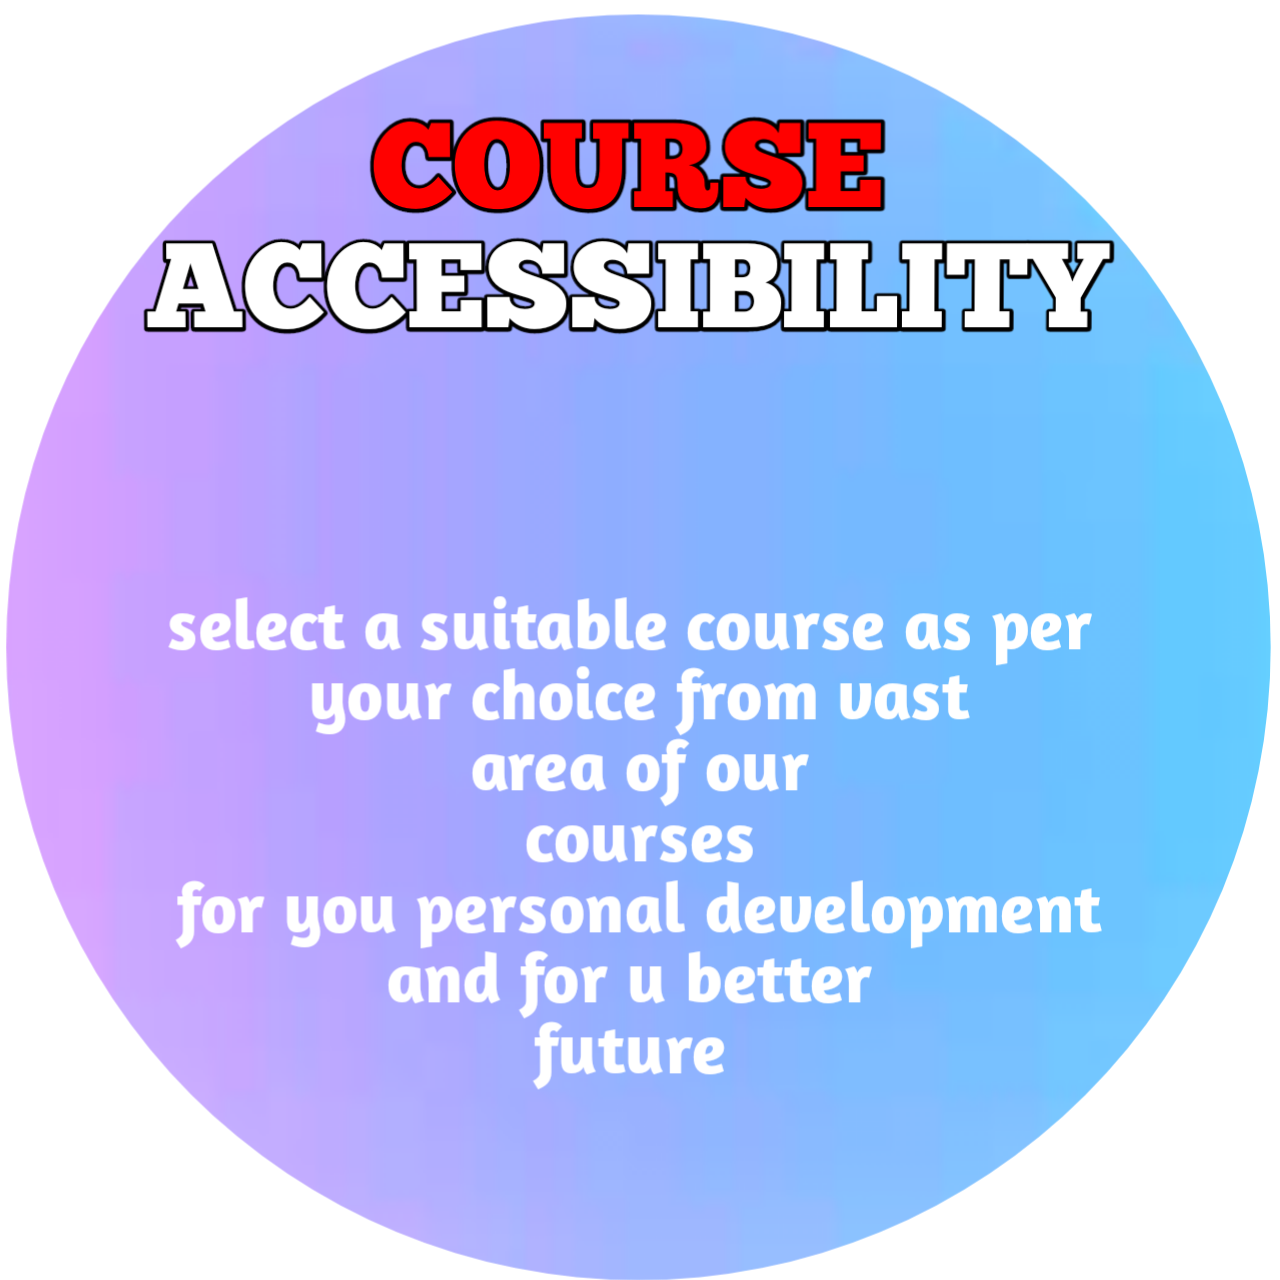 COURSE
ACCESSIBILITY
select a suitable course as per
your choice from vast
area of our
courses
for you personal development
and for u better
future